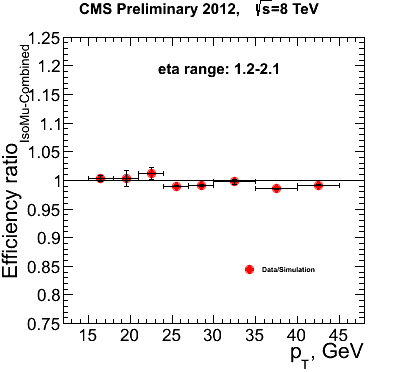 CMS Preliminary 2012, √s=8 TeV
Efficiency ratio IsoMu-Combined
1.25
1.2
1.15
1.1
1.05
1
0.95
0.9
0.85
0.8
0.75
eta range: 1.2-2.1
Data/Simulation
15 20 25 30 35 40 45
p_T, GeV